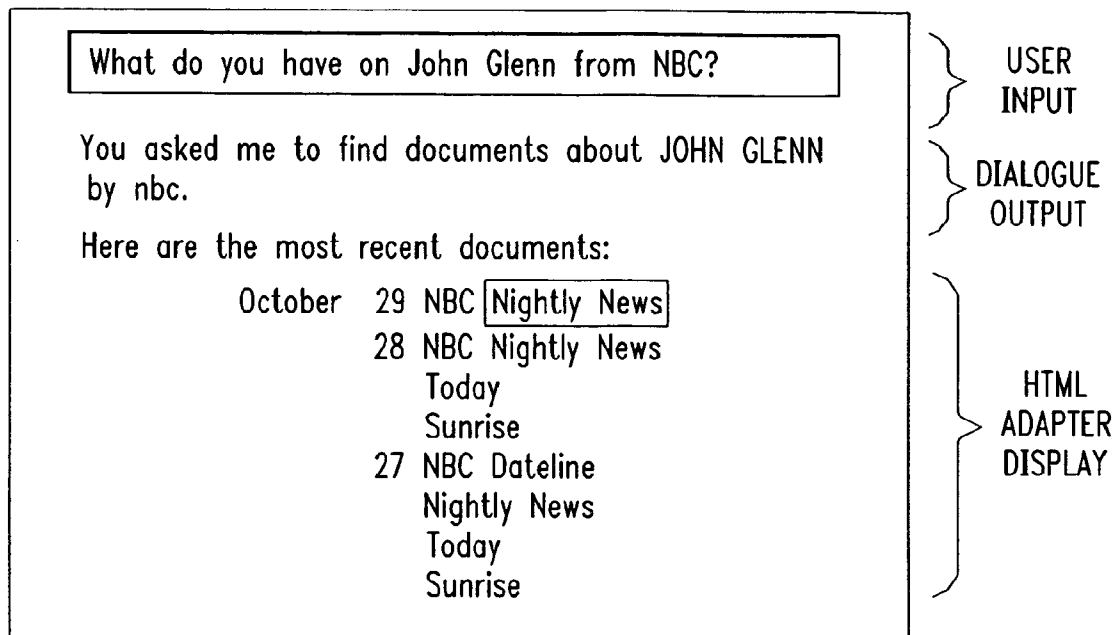 What do you have on John Glenn from NBC?
USER
INPUT
You asked me to find documents about JOHN GLENN
by nbc.
DIALOGUE
OUTPUT
Here are the most recent documents:
October 29 NBC Nightly News
28 NBC Nightly News
Today
Sunrise
27 NBC Dateline
Nightly News
Today
Sunrise
HTML
ADAPTER
DISPLAY